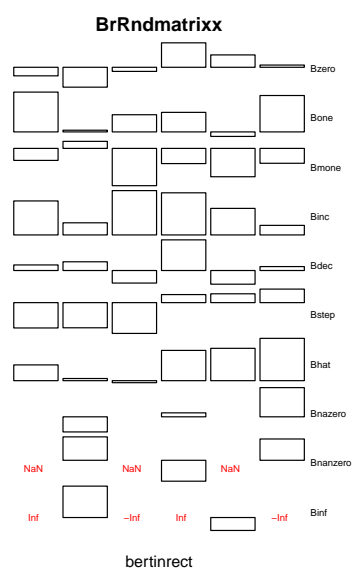 BrRndmatrixx
Bzero
Bone
Bmone
Binc
Bdec
Bstep
Bhat
Bnazero
NaN NaN NaN Bnanzero
Inf −Inf Inf −Inf Binf
bertinrect